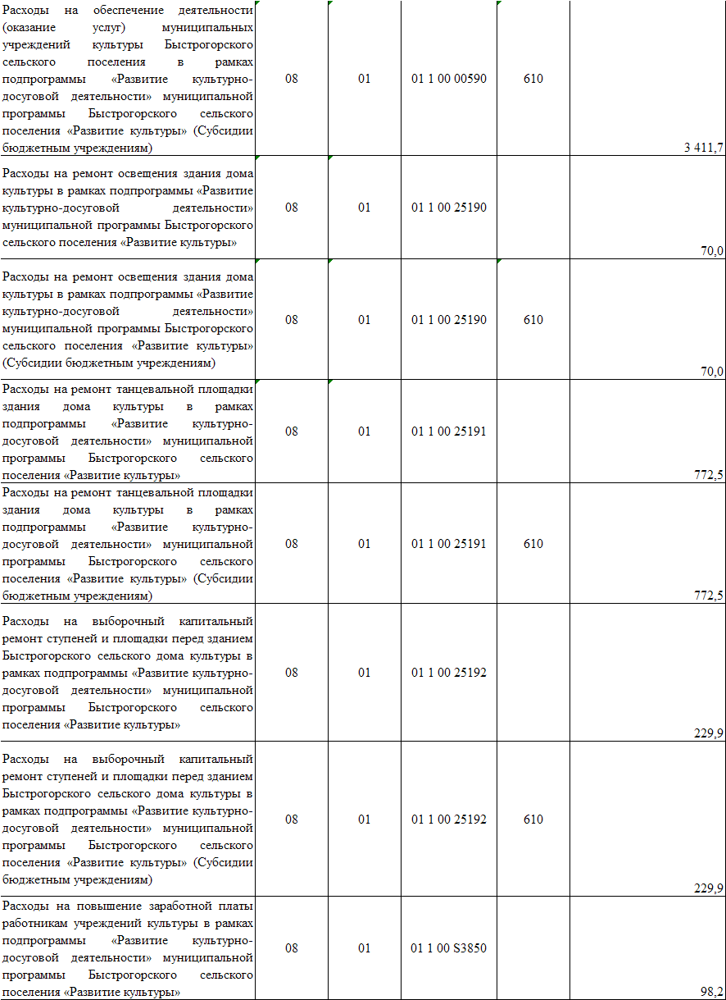 Расходы на обеспечение деятельности
(оказание услуг) муниципальных
учреждений культуры Быстрогорского
сельского поселения в рамках
подпрограммы «Развитие культурно-
досуговой деятельности» муниципальной
программы Быстрогорского сельского
поселения «Развитие культуры» (Субсидии
бюджетным учреждениям)
08 01 01 1 00 00590 610 3 411,7
Расходы на ремонт освещения здания дома
культуры в рамках подпрограммы «Развитие
культурно-досуговой деятельности»
муниципальной программы Быстрогорского
сельского поселения «Развитие культуры»
08 01 01 1 00 25190 70,0
Расходы на ремонт освещения здания дома
культуры в рамках подпрограммы «Развитие
культурно-досуговой деятельности»
муниципальной программы Быстрогорского
сельского поселения «Развитие культуры»
(Субсидии бюджетным учреждениям)
08 01 01 1 00 25190 610 70,0
Расходы на ремонт танцевальной площадки
здания дома культуры в рамках
подпрограммы «Развитие культурно-
досуговой деятельности» муниципальной
программы Быстрогорского сельского
поселения «Развитие культуры»
08 01 01 1 00 25191 772,5
Расходы на ремонт танцевальной площадки
здания дома культуры в рамках
подпрограммы «Развитие культурно-
досуговой деятельности» муниципальной
программы Быстрогорского сельского
поселения «Развитие культуры» (Субсидии
бюджетным учреждениям)
08 01 01 1 00 25191 610 772,5
Расходы на выборочный капитальный
ремонт ступеней и площадки перед зданием
Быстрогорского сельского дома культуры в
рамках подпрограммы «Развитие культурно-
досуговой деятельности» муниципальной
программы Быстрогорского сельского
поселения «Развитие культуры»
08 01 01 1 00 25192 229,9
Расходы на выборочный капитальный
ремонт ступеней и площадки перед зданием
Быстрогорского сельского дома культуры в
рамках подпрограммы «Развитие культурно-
досуговой деятельности» муниципальной
программы Быстрогорского сельского
поселения «Развитие культуры» (Субсидии
бюджетным учреждениям)
08 01 01 1 00 25192 610 229,9
Расходы на повышение заработной платы
работникам учреждений культуры в рамках
подпрограммы «Развитие культурно-
досуговой деятельности» муниципальной
программы Быстрогорского сельского
поселения «Развитие культуры»
08 01 01 1 00 S3850 98,2